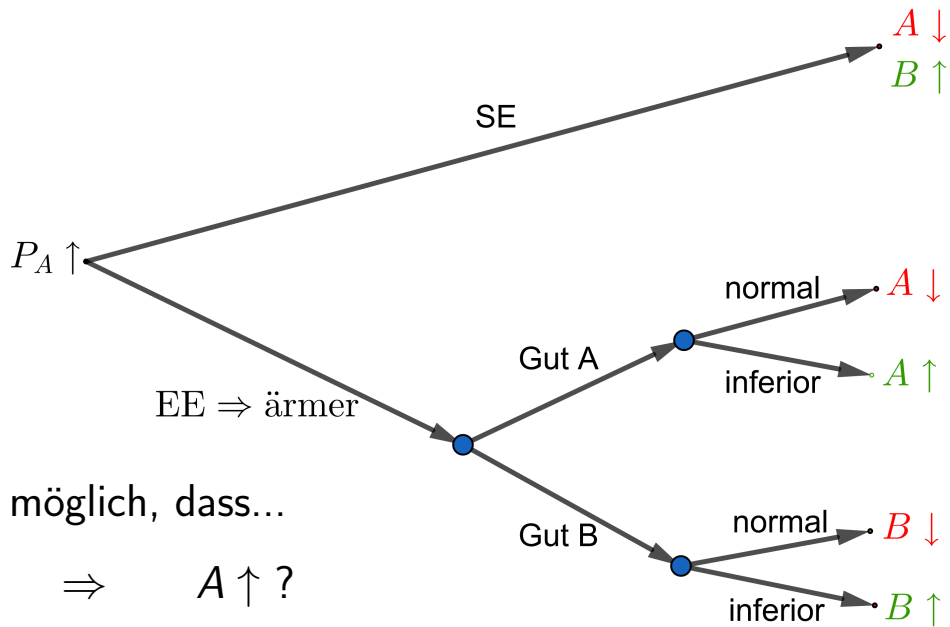 A ↓
B ↑
SE
P_A ↑
normal
A ↓
Gut A
inferior
A ↑
EE ⇒ ärmer
möglich, dass...
Gut B
normal
B ↓
⇒ A ↑ ?
inferior
B ↑